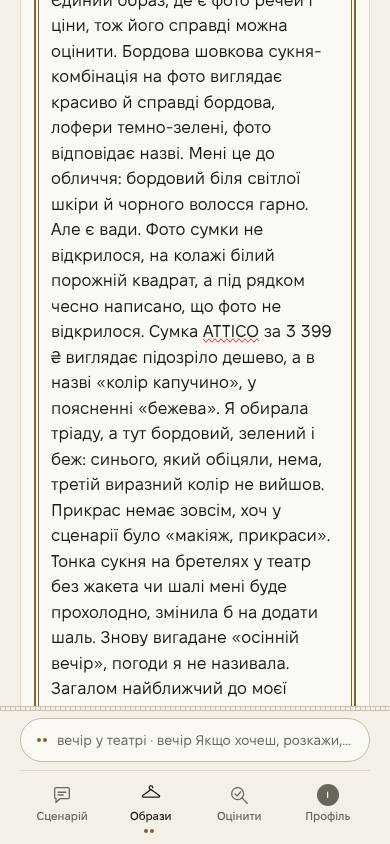 Єдиний образ, де є фото речей і
ціни, тож його справді можна
оцінити. Бордова шовкова сукня-
комбінація на фото виглядає
красиво й справді бордова,
лофери темно-зелені, фото
відповідає назві. Мені це до
обличчя: бордовий біля світлої
шкіри й чорного волосся гарно.
Але є вади. Фото сумки не
відкрилося, на колажі білий
порожній квадрат, а під рядком
чесно написано, що фото не
відкрилося. Сумка ATTICO за 3 399
₴ виглядає підозріло дешево, а в
назві «колір капучино», у
поясненні «бежева». Я обирала
тріаду, а тут бордовий, зелений і
беж: синього, який обіцяли, нема,
третій виразний колір не вийшов.
Прикрас немає зовсім, хоч у
сценарії було «макіяж, прикраси».
Тонка сукня на бретелях у театр
без жакета чи шалі мені буде
прохолодно, змінила б на додати
шаль. Знову вигадане «осінній
вечір», погоди я не називала.
Загалом найближчий до моєї
вечір у театрі · вечір Якщо хочеш, розкажи,...
Сценарій
Образи
Оцінити
І
Профіль